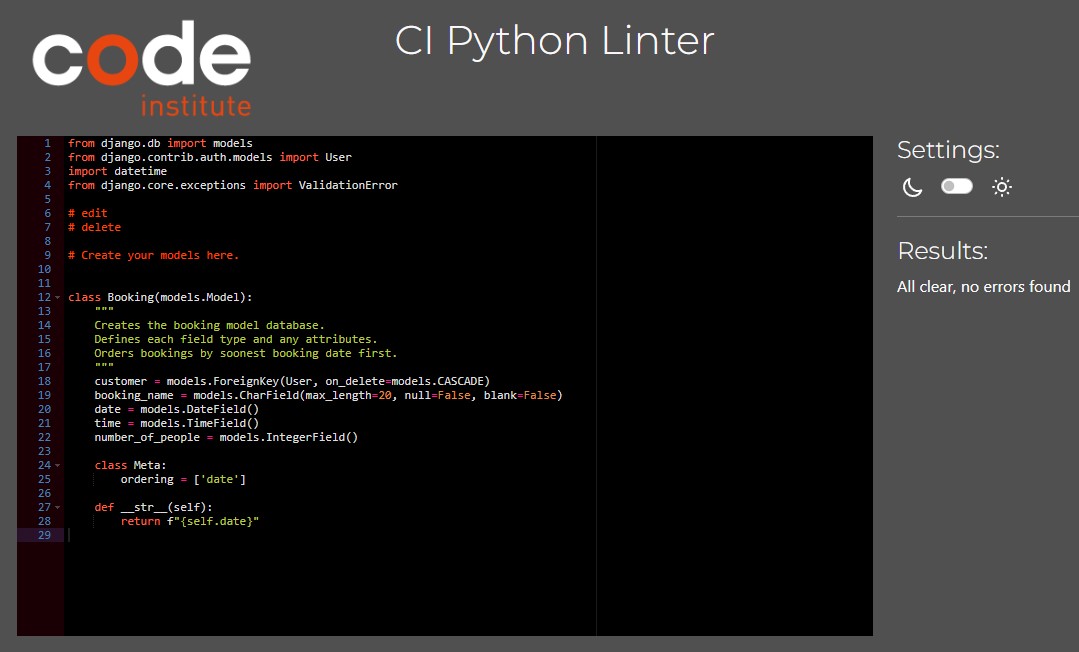 code
institute
CI Python Linter
1 from django.db import models
2 from django.contrib.auth.models import User
3 import datetime
4 from django.core.exceptions import ValidationError
5
6 # edit
7 # delete
8
9 # Create your models here.
10
11
12 class Booking(models.Model):
13     """
14     Creates the booking model database.
15     Defines each field type and any attributes.
16     Orders bookings by soonest booking date first.
17     """
18     customer = models.ForeignKey(User, on_delete=models.CASCADE)
19     booking_name = models.CharField(max_length=20, null=False, blank=False)
20     date = models.DateField()
21     time = models.TimeField()
22     number_of_people = models.IntegerField()
23
24     class Meta:
25         ordering = ['date']
26
27     def __str__(self):
28         return f"{self.date}"
29
Settings:
Results:
All clear, no errors found